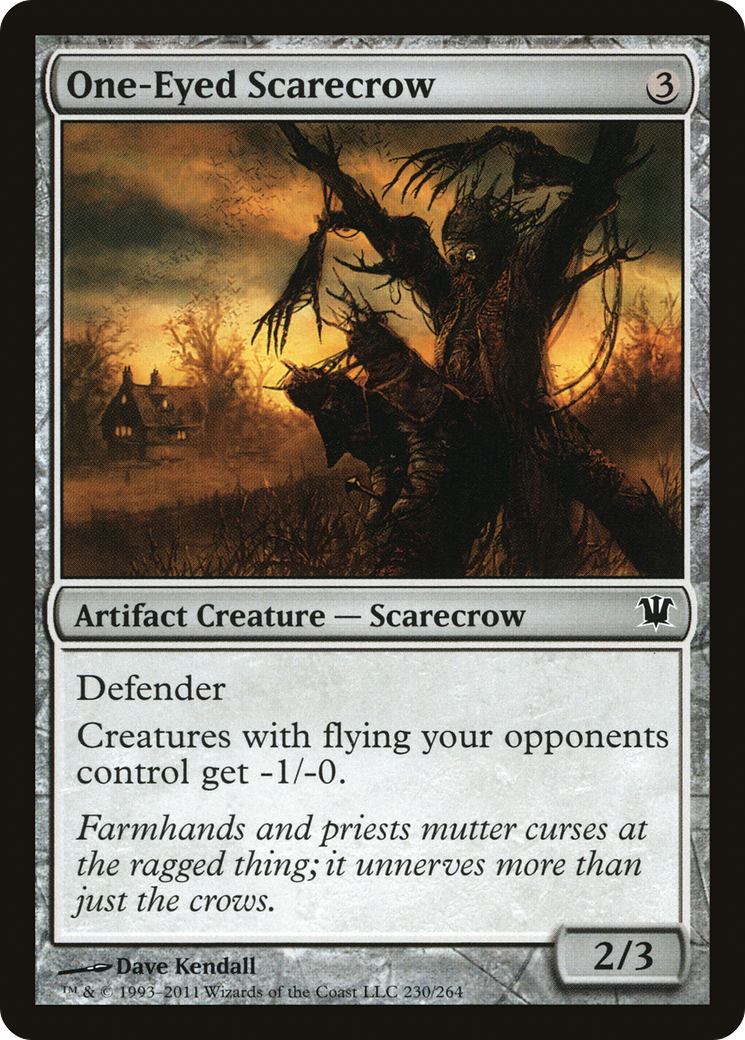 One-Eyed Scarecrow 3
Artifact Creature — Scarecrow
Defender
Creatures with flying your opponents
control get -1/-0.
Farmhands and priests mutter curses at
the ragged thing; it unnerves more than
just the crows.
2/3
Dave Kendall
™ & © 1993–2011 Wizards of the Coast LLC 230/264